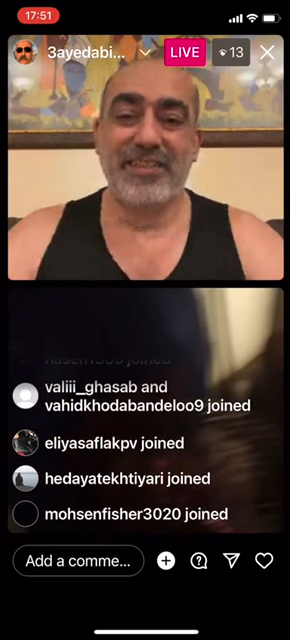 17:51
3ayedabi...
LIVE
13
valiii_ghasab and
vahidkhodabandeloo9 joined
eliyasaflakpv joined
hedayatekhtiyari joined
mohsenfisher3020 joined
Add a comme...